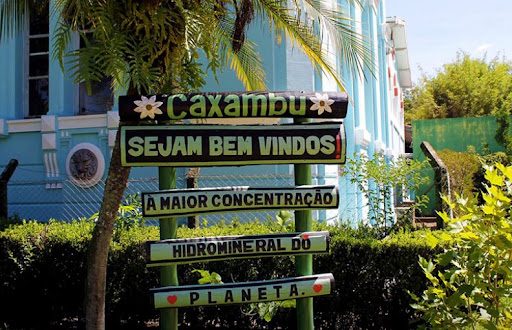 CAXAMBU
SEJAM BEM VINDOS!
A MAIOR CONCENTRAÇÃO
HIDROMINERAL DO
PLANETA.